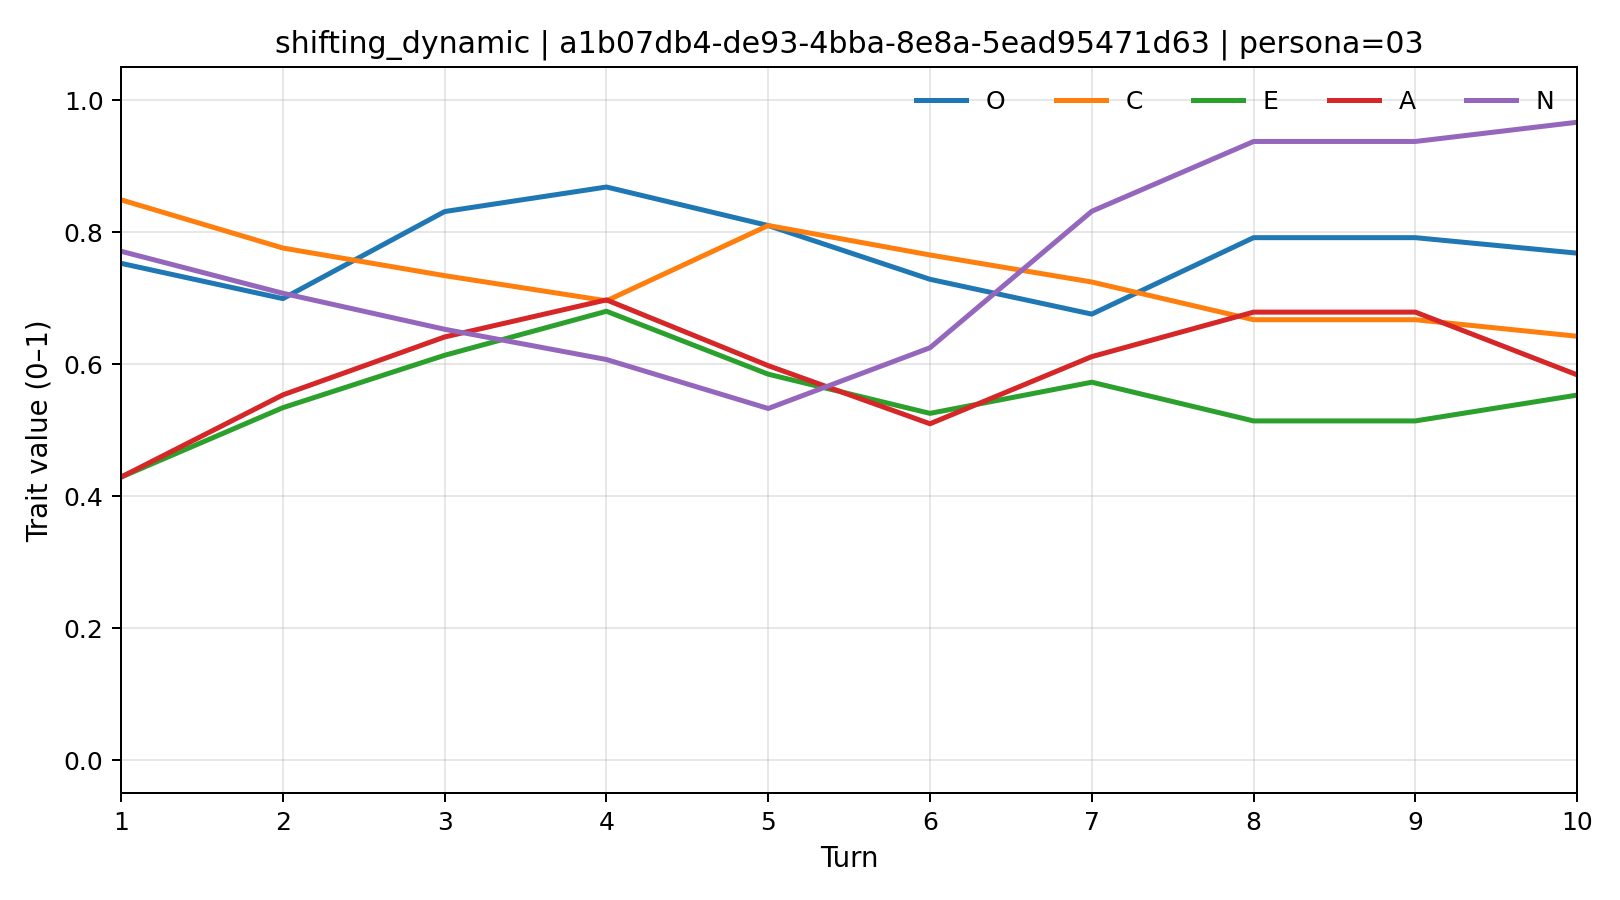 shifting_dynamic | a1b07db4-de93-4bba-8e8a-5ead95471d63 | persona=03
O C E A N
Trait value (0–1)
1.0
0.8
0.6
0.4
0.2
0.0
1 2 3 4 5 6 7 8 9 10
Turn